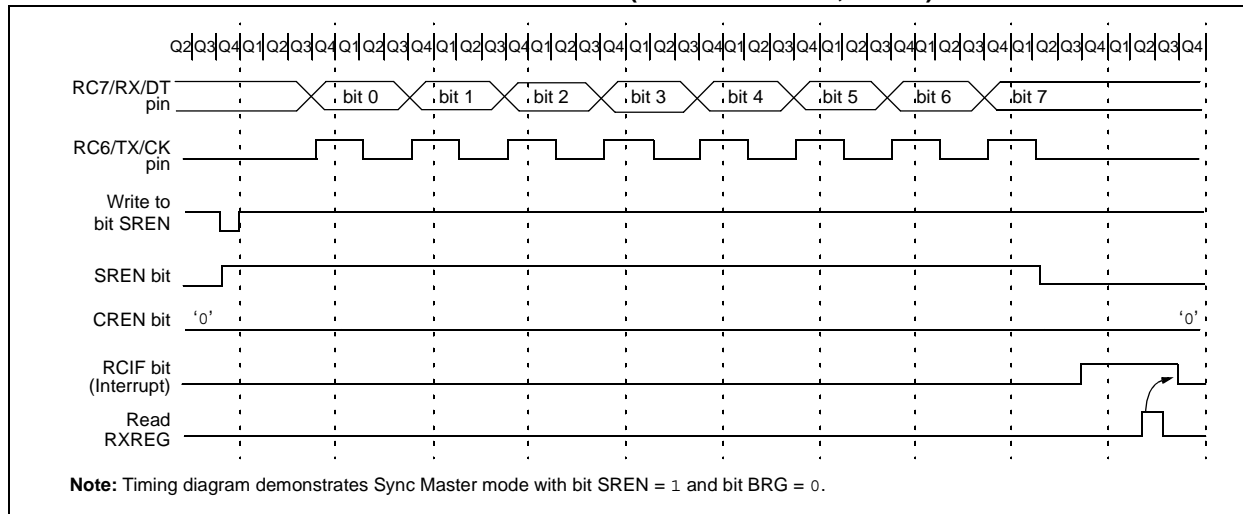 Q2 Q3 Q4 Q1 Q2 Q3 Q4 Q1 Q2 Q3 Q4 Q1 Q2 Q3 Q4 Q1 Q2 Q3 Q4 Q1 Q2 Q3 Q4 Q1 Q2 Q3 Q4 Q1 Q2 Q3 Q4 Q1 Q2 Q3 Q4 Q1 Q2 Q3 Q4 Q1 Q2 Q3 Q4
RC7/RX/DT
pin
bit 0 bit 1 bit 2 bit 3 bit 4 bit 5 bit 6 bit 7
RC6/TX/CK
pin
Write to
bit SREN
SREN bit
CREN bit '0' '0'
RCIF bit
(Interrupt)
Read
RXREG
Note: Timing diagram demonstrates Sync Master mode with bit SREN = 1 and bit BRG = 0.